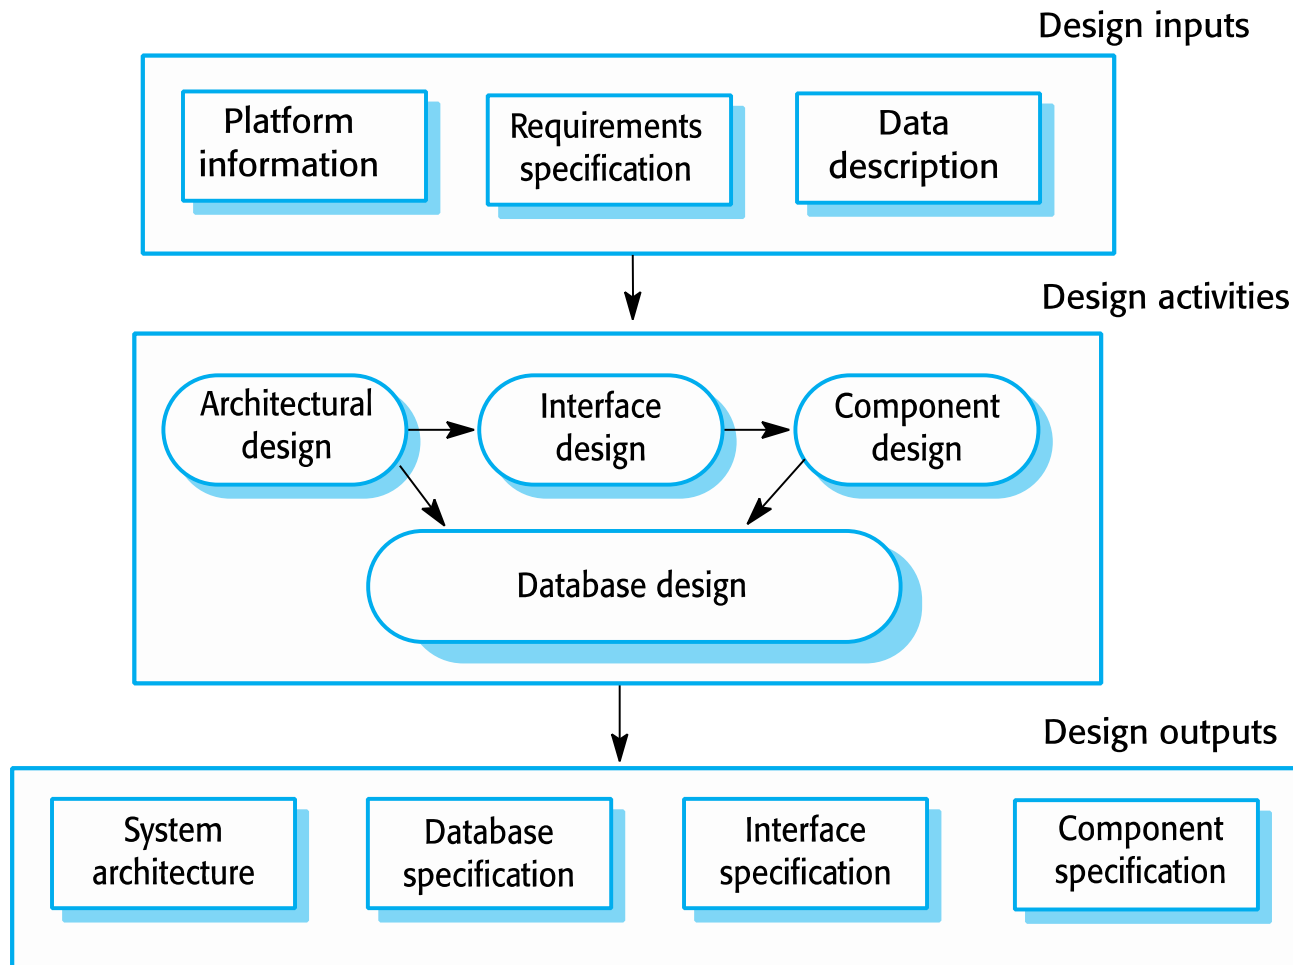 Design inputs
Platform
information
Requirements
specification
Data
description
Design activities
Architectural
design
Interface
design
Component
design
Database design
Design outputs
System
architecture
Database
specification
Interface
specification
Component
specification